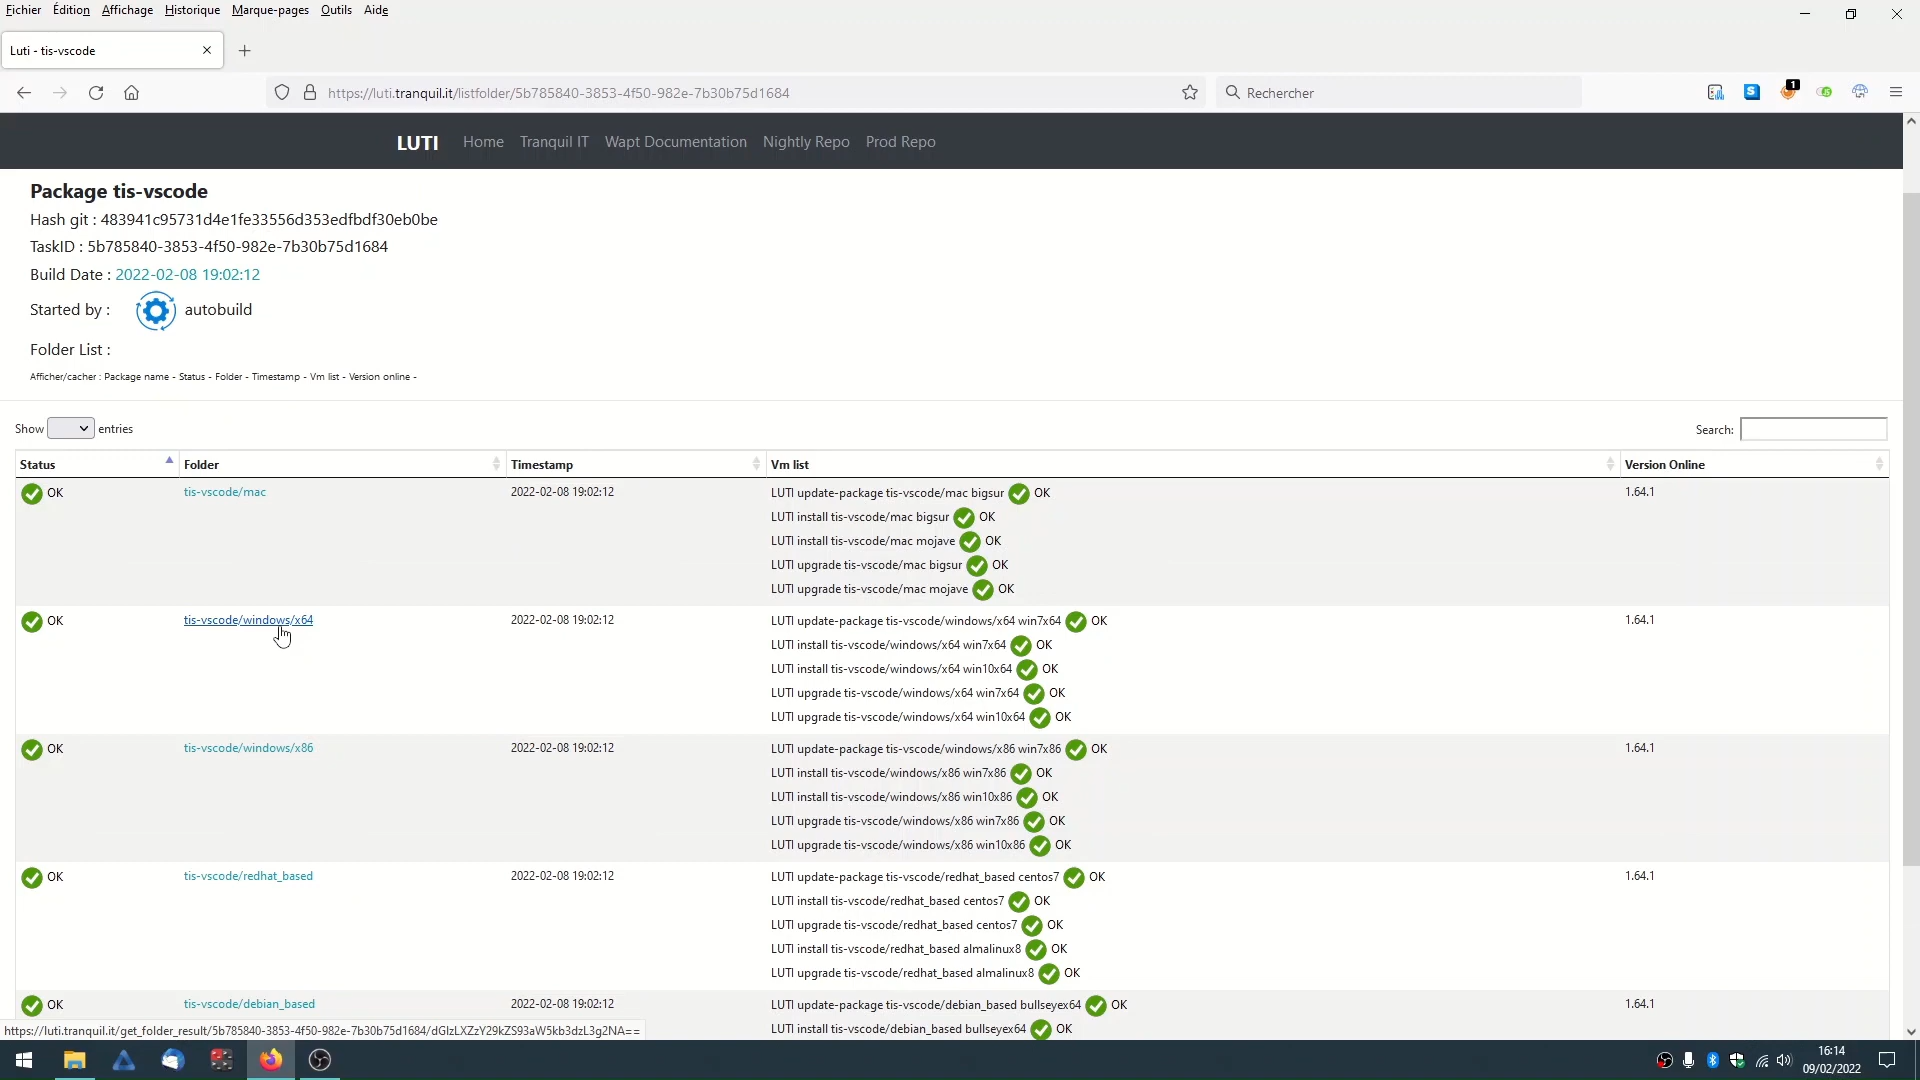 Fichier Édition Affichage Historique Marque-pages Outils Aide
Luti - tis-vscode
https://luti.tranquil.it/listfolder/5b785840-3853-4f50-982e-7b30b75d1684
Rechercher
1
LUTI Home Tranquil IT Wapt Documentation Nightly Repo Prod Repo
Package tis-vscode
Hash git : 483941c95731d4e1fe33556d353edfbdf30eb0be
TaskID : 5b785840-3853-4f50-982e-7b30b75d1684
Build Date : 2022-02-08 19:02:12
Started by : autobuild
Folder List :
Afficher/cacher : Package name - Status - Folder - Timestamp - Vm list - Version online -
Show entries
Search:
Status Folder Timestamp Vm list Version Online
OK tis-vscode/mac 2022-02-08 19:02:12 LUTI update-package tis-vscode/mac bigsur OK 1.64.1
LUTI install tis-vscode/mac bigsur OK
LUTI install tis-vscode/mac mojave OK
LUTI upgrade tis-vscode/mac bigsur OK
LUTI upgrade tis-vscode/mac mojave OK
OK tis-vscode/windows/x64 2022-02-08 19:02:12 LUTI update-package tis-vscode/windows/x64 win7x64 OK 1.64.1
LUTI install tis-vscode/windows/x64 win7x64 OK
LUTI install tis-vscode/windows/x64 win10x64 OK
LUTI upgrade tis-vscode/windows/x64 win7x64 OK
LUTI upgrade tis-vscode/windows/x64 win10x64 OK
OK tis-vscode/windows/x86 2022-02-08 19:02:12 LUTI update-package tis-vscode/windows/x86 win7x86 OK 1.64.1
LUTI install tis-vscode/windows/x86 win7x86 OK
LUTI install tis-vscode/windows/x86 win10x86 OK
LUTI upgrade tis-vscode/windows/x86 win7x86 OK
LUTI upgrade tis-vscode/windows/x86 win10x86 OK
OK tis-vscode/redhat_based 2022-02-08 19:02:12 LUTI update-package tis-vscode/redhat_based centos7 OK 1.64.1
LUTI install tis-vscode/redhat_based centos7 OK
LUTI upgrade tis-vscode/redhat_based centos7 OK
LUTI install tis-vscode/redhat_based almalinux8 OK
LUTI upgrade tis-vscode/redhat_based almalinux8 OK
OK tis-vscode/debian_based 2022-02-08 19:02:12 LUTI update-package tis-vscode/debian_based bullseyex64 OK 1.64.1
LUTI install tis-vscode/debian_based bullseyex64 OK
https://luti.tranquil.it/get_folder_result/5b785840-3853-4f50-982e-7b30b75d1684/dGlzLXZzY29kZS93aW5kb3dzL3g2NA==
16:14
09/02/2022